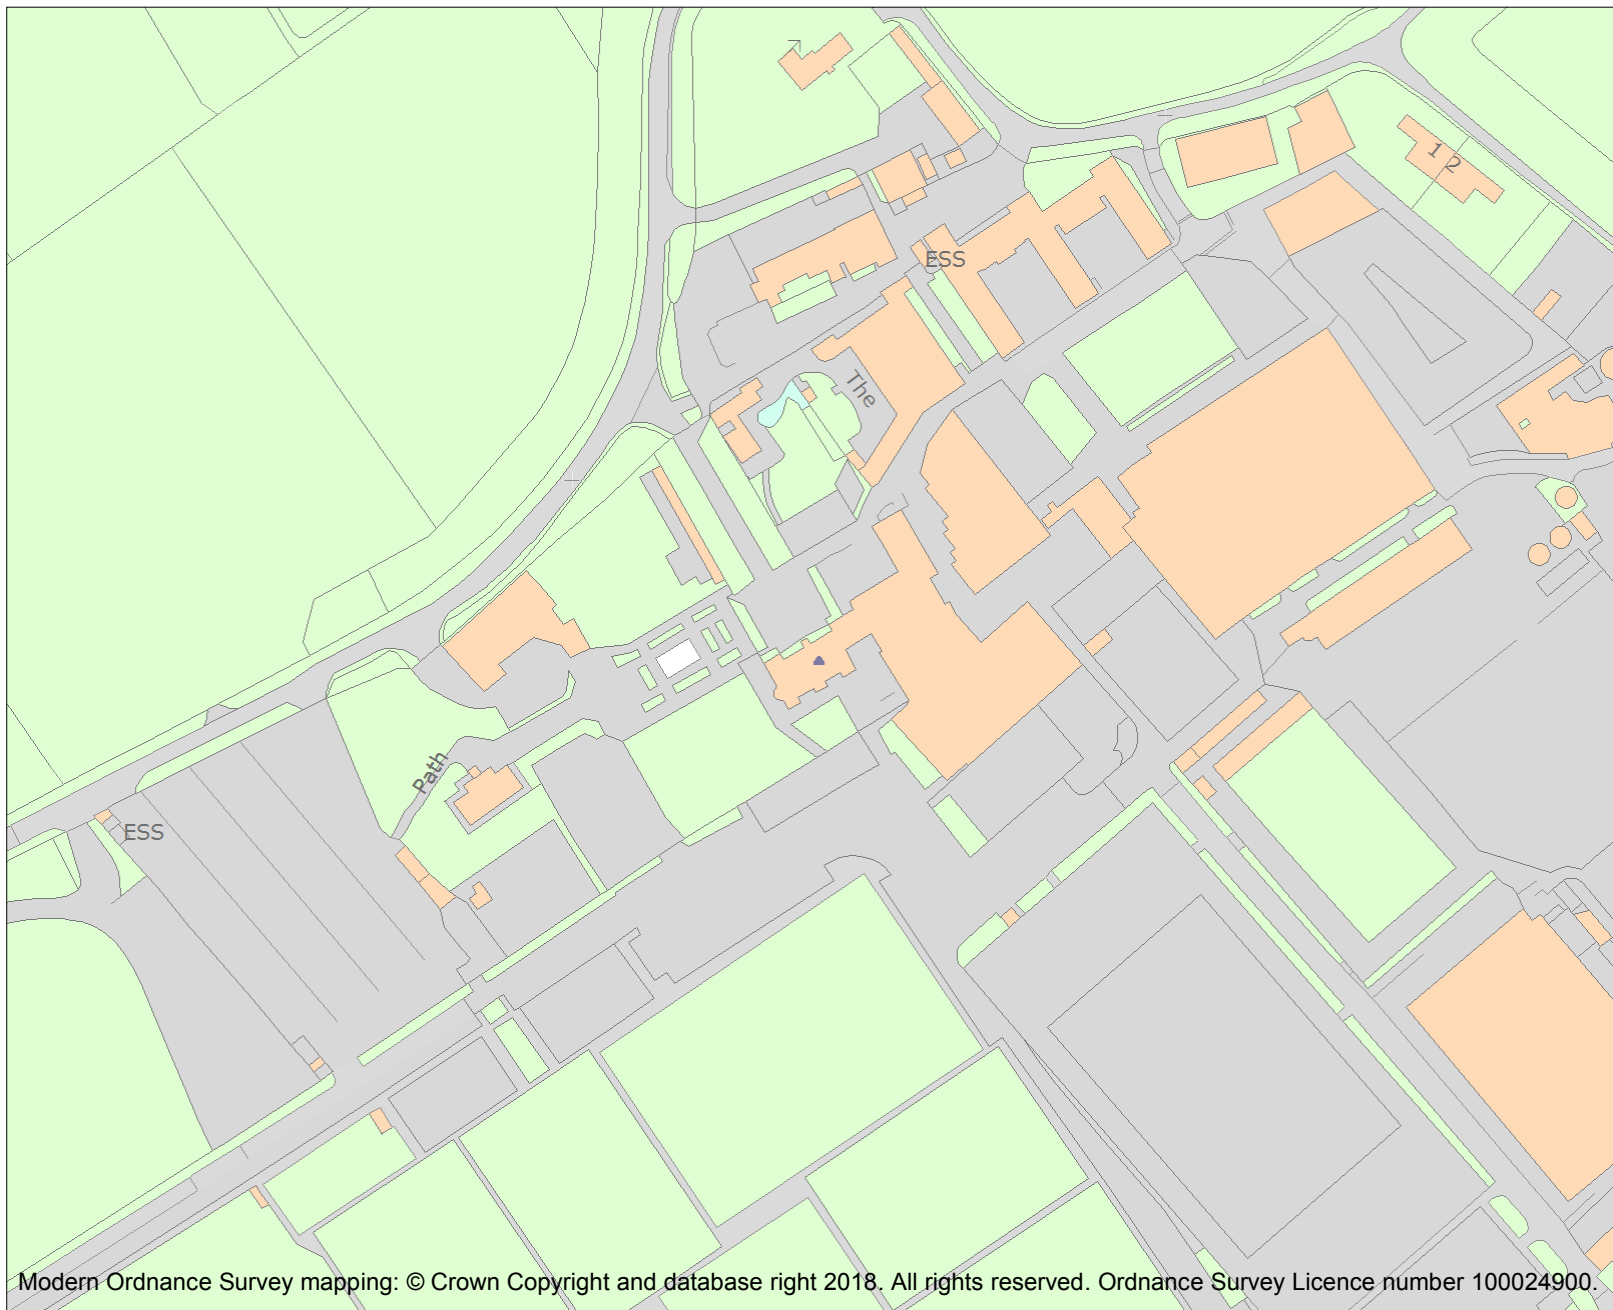 1 2
ESS
The
Path
ESS
Modern Ordnance Survey mapping: © Crown Copyright and database right 2018. All rights reserved. Ordnance Survey Licence number 100024900.